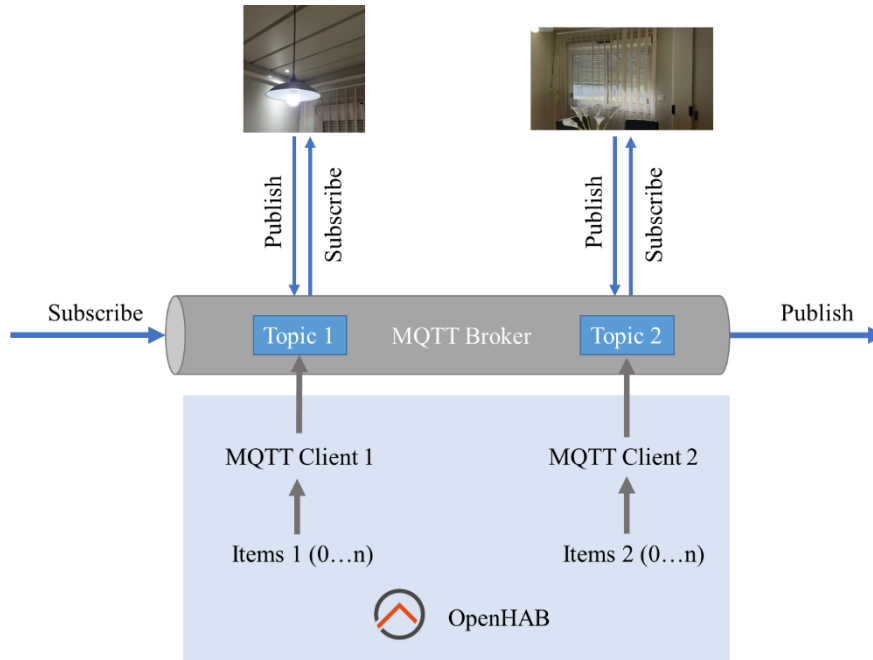 Publish
Subscribe
Publish
Subscribe
Subscribe
Topic 1
MQTT Broker
Topic 2
Publish
MQTT Client 1
MQTT Client 2
Items 1 (0…n)
Items 2 (0…n)
OpenHAB